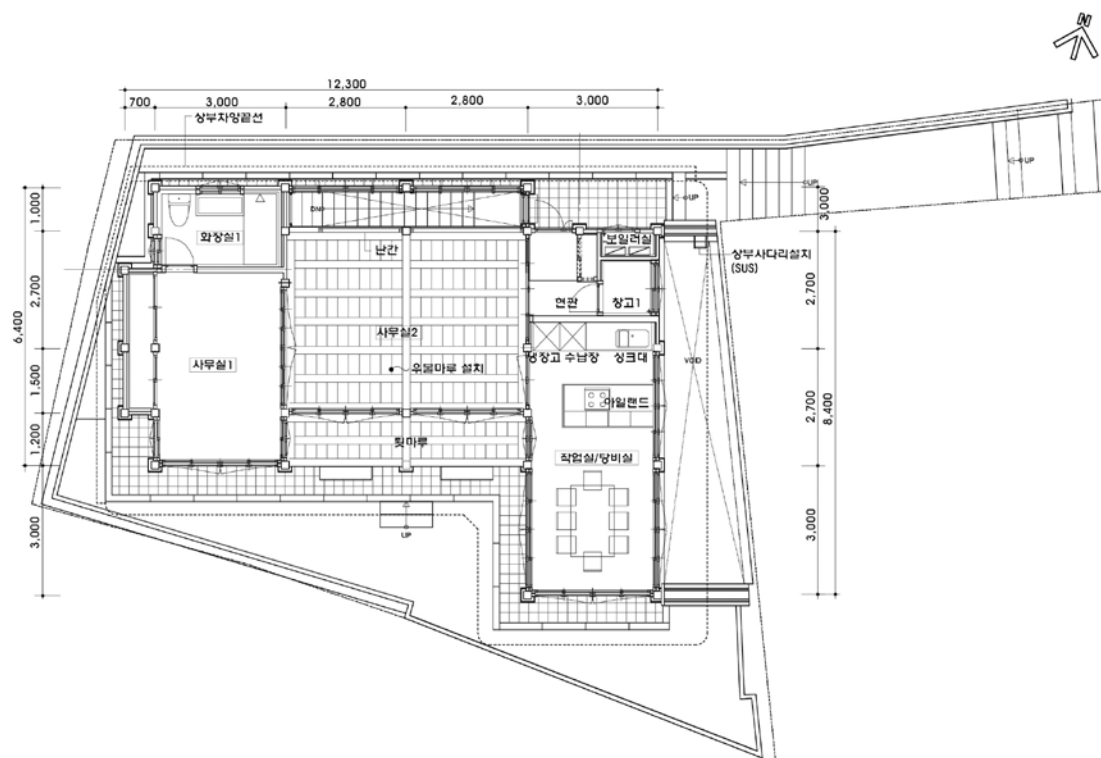 N
12,300
700
3,000
2,800
2,800
3,000
상부차양끝선
UP
UP
UP
1,000
3,000
DN
화장실1
난간
보일러실
상부사다리설치
(SUS)
2,700
2,700
현관
창고1
6,400
사무실2
냉장고 수납장
싱크대
VOID
사무실1
우물마루 설치
1,500
아일랜드
2,700
8,400
1,200
툇마루
작업실/탕비실
3,000
UP
3,000